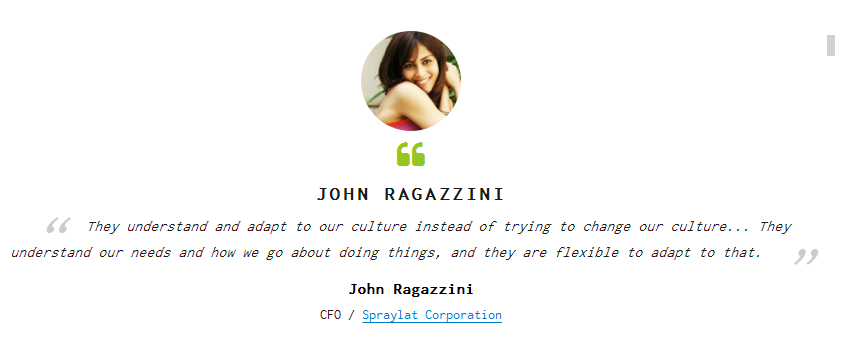 JOHN RAGAZZINI
“ They understand and adapt to our culture instead of trying to change our culture... They
understand our needs and how we go about doing things, and they are flexible to adapt to that. ”
John Ragazzini
CFO / Spraylat Corporation